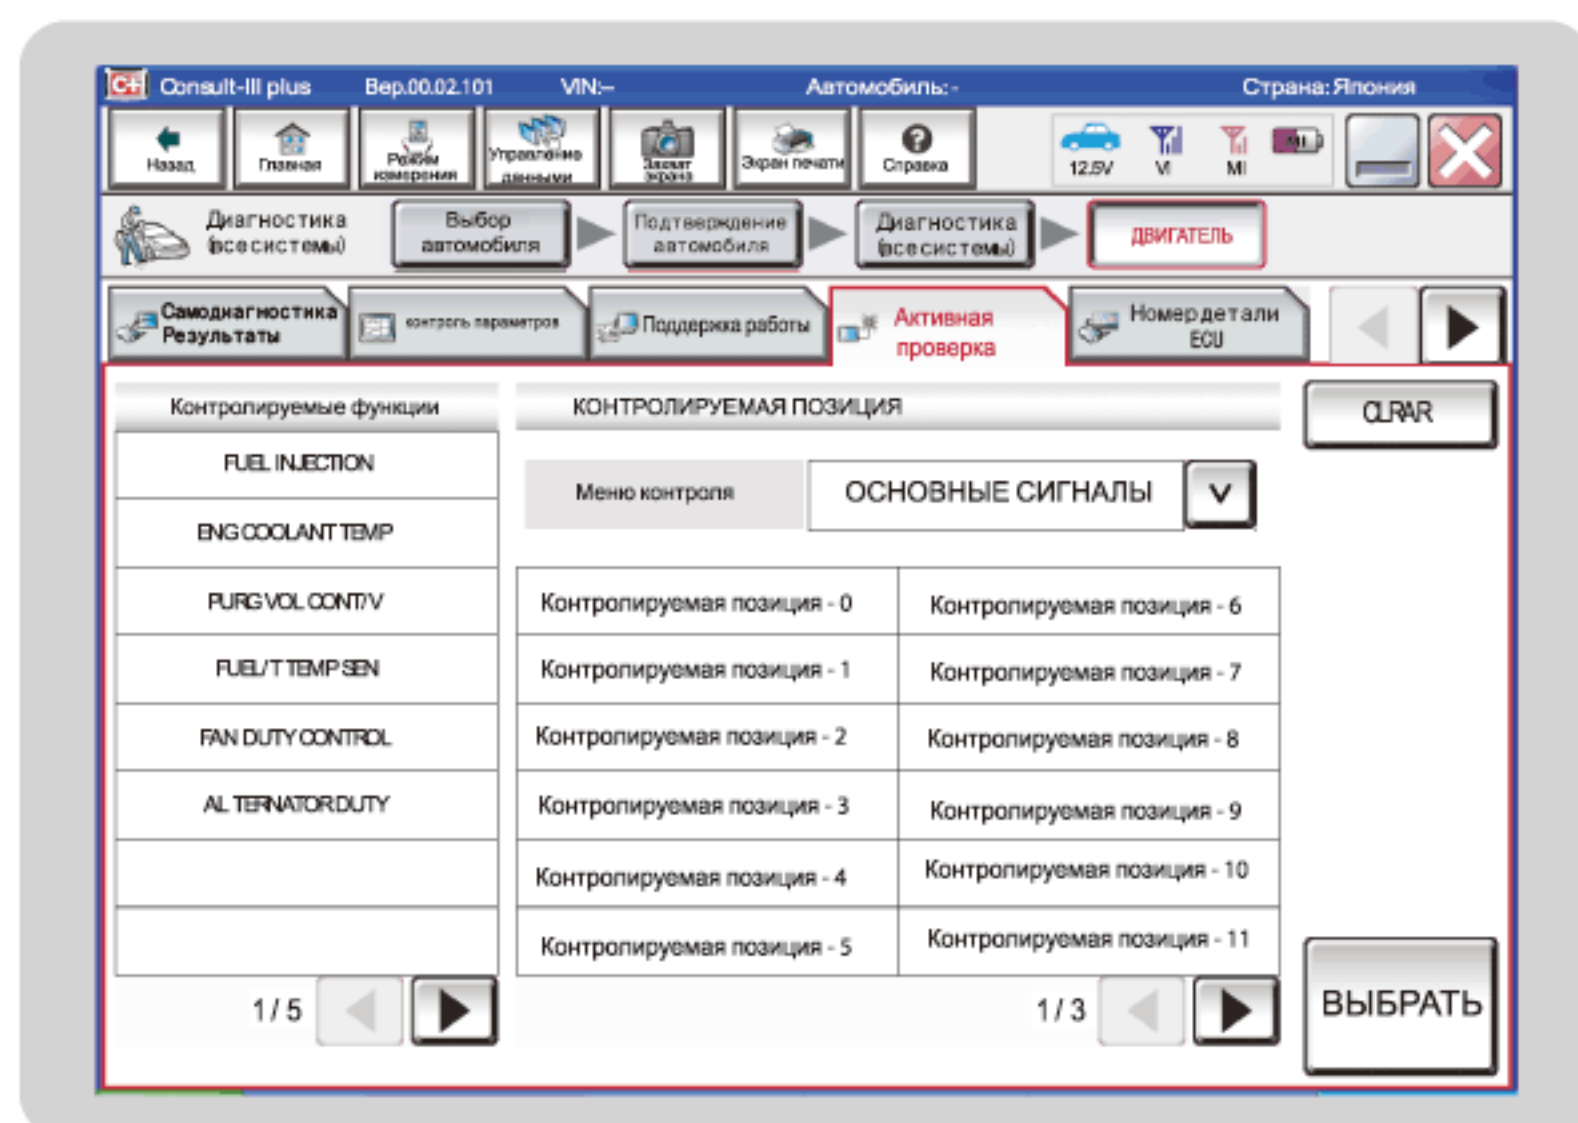 Consult-III plus Вер.00.02.101 VIN:-- Автомобиль:- Страна:Япония
Назад
Главная
Режим
измерения
Управление
данными
Захват
экрана
Экран печати
Справка
12.5V
VI
MI
Диагностика
(все системы)
Выбор
автомобиля
Подтверждение
автомобиля
Диагностика
(все системы)
ДВИГАТЕЛЬ
Самодиагностика
Результаты
контроль параметров
Поддержка работы
Активная
проверка
Номер детали
ECU
Контролируемые функции
FUEL INJECTION
ENG COOLANT TEMP
PURG VOL CONT/V
FUEL/T TEMP SEN
FAN DUTY CONTROL
AL TERNATOR DUTY
1 / 5
КОНТРОЛИРУЕМАЯ ПОЗИЦИЯ
Меню контроля
ОСНОВНЫЕ СИГНАЛЫ
Контролируемая позиция - 0
Контролируемая позиция - 6
Контролируемая позиция - 1
Контролируемая позиция - 7
Контролируемая позиция - 2
Контролируемая позиция - 8
Контролируемая позиция - 3
Контролируемая позиция - 9
Контролируемая позиция - 4
Контролируемая позиция - 10
Контролируемая позиция - 5
Контролируемая позиция - 11
1 / 3
CLRAR
ВЫБРАТЬ